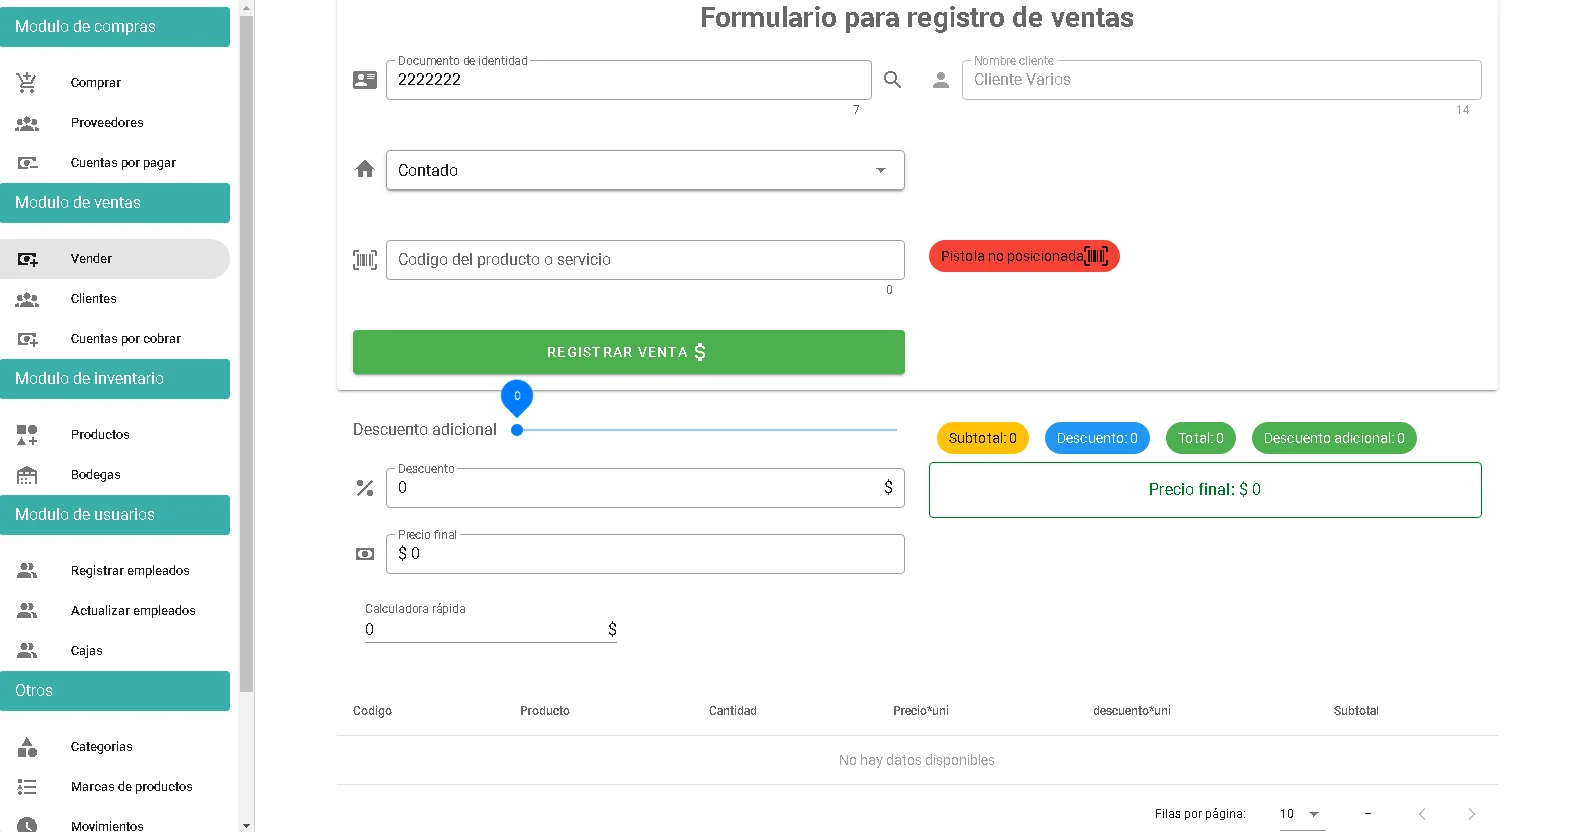 Modulo de compras
Comprar
Proveedores
Cuentas por pagar
Modulo de ventas
Vender
Clientes
Cuentas por cobrar
Modulo de inventario
Productos
Bodegas
Modulo de usuarios
Registrar empleados
Actualizar empleados
Cajas
Otros
Categorias
Marcas de productos
Movimientos
Formulario para registro de ventas
Documento de identidad
2222222
7
Nombre cliente
Cliente Varios
14
Contado
Codigo del producto o servicio
0
Pistola no posicionada
REGISTRAR VENTA $
0
Descuento adicional
Subtotal: 0 Descuento: 0 Total: 0 Descuento adicional: 0
Descuento
0 $
Precio final: $ 0
Precio final
$ 0
Calculadora rápida
0 $
Codigo Producto Cantidad Precio*uni descuento*uni Subtotal
No hay datos disponibles
Filas por página: 10 –